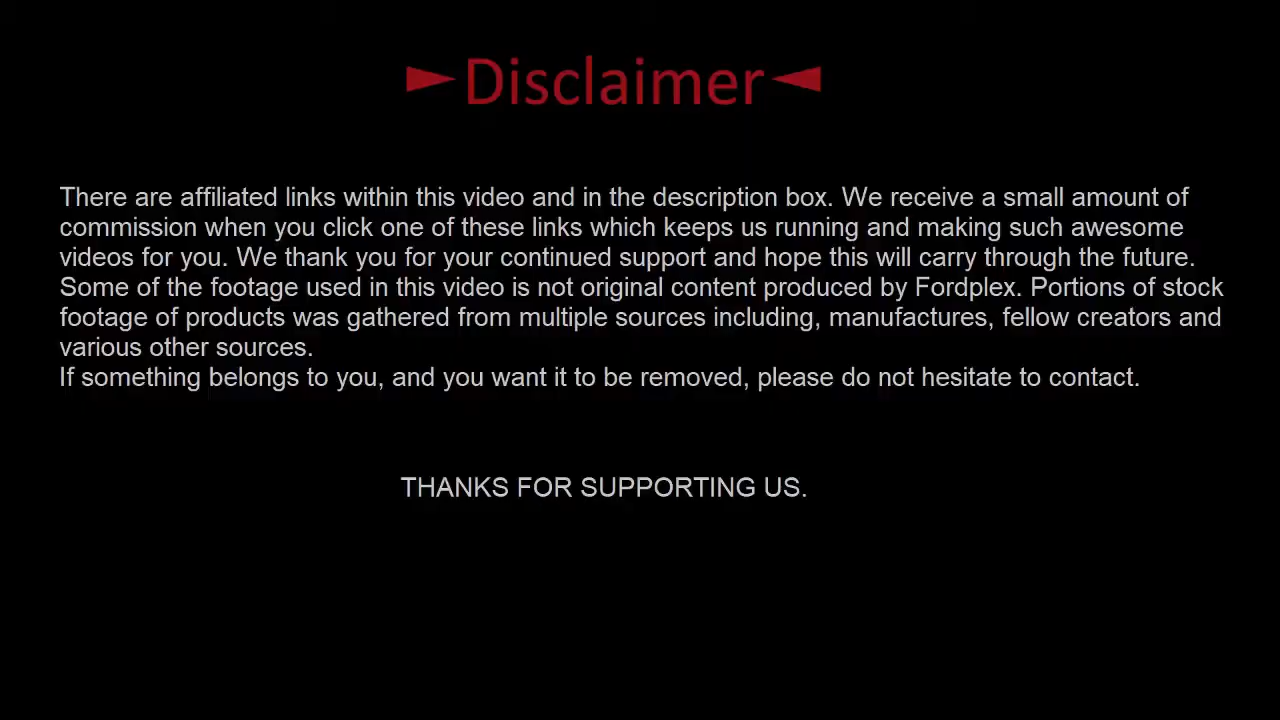 ►Disclaimer◄
There are affiliated links within this video and in the description box. We receive a small amount of
commission when you click one of these links which keeps us running and making such awesome
videos for you. We thank you for your continued support and hope this will carry through the future.
Some of the footage used in this video is not original content produced by Fordplex. Portions of stock
footage of products was gathered from multiple sources including, manufactures, fellow creators and
various other sources.
If something belongs to you, and you want it to be removed, please do not hesitate to contact.
THANKS FOR SUPPORTING US.